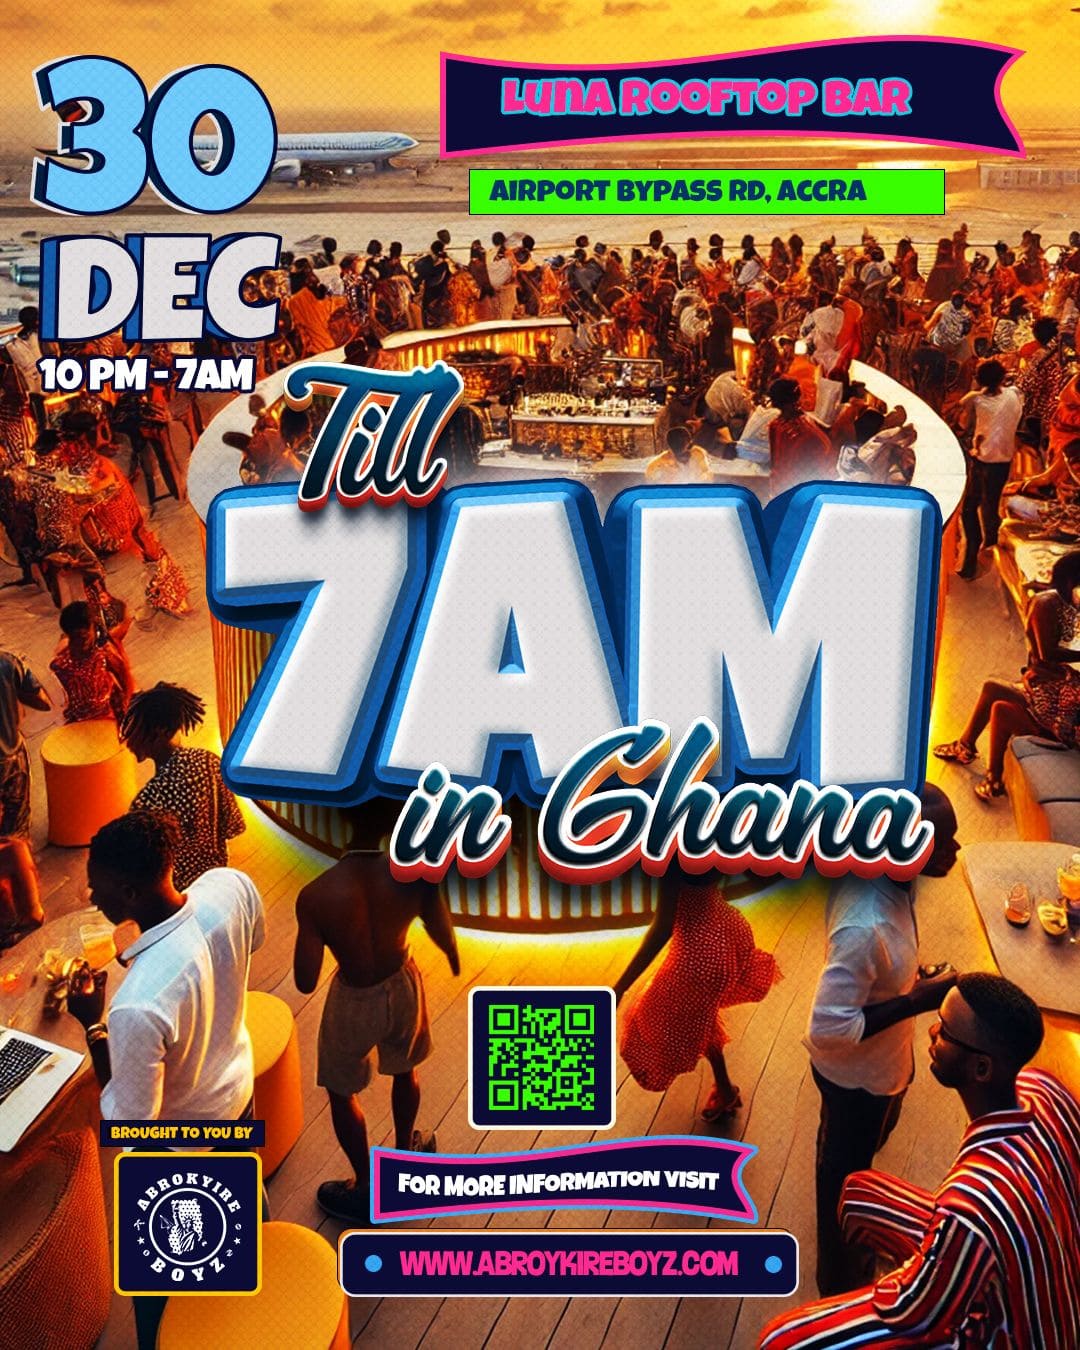 30
DEC
10 PM - 7AM
LUNA ROOFTOP BAR
AIRPORT BYPASS RD, ACCRA
Till
7AM
in Ghana
BROUGHT TO YOU BY
ABROKYIRE
BOYZ
FOR MORE INFORMATION VISIT
WWW.ABROYKIREBOYZ.COM